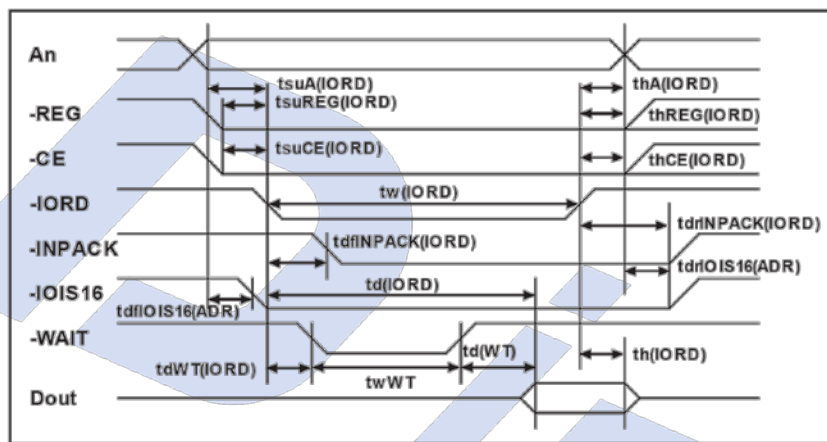 An
tsuA(IORD)
thA(IORD)
tsuREG(IORD)
-REG
thREG(IORD)
-CE
tsuCE(IORD)
thCE(IORD)
-IORD
tw(IORD)
tdrINPACK(IORD)
-INPACK
tdfINPACK(IORD)
tdrIOIS16(ADR)
-IOIS16
td(IORD)
tdfIOIS16(ADR)
-WAIT
tdWT(IORD)
twWT
td(WT)
th(IORD)
Dout